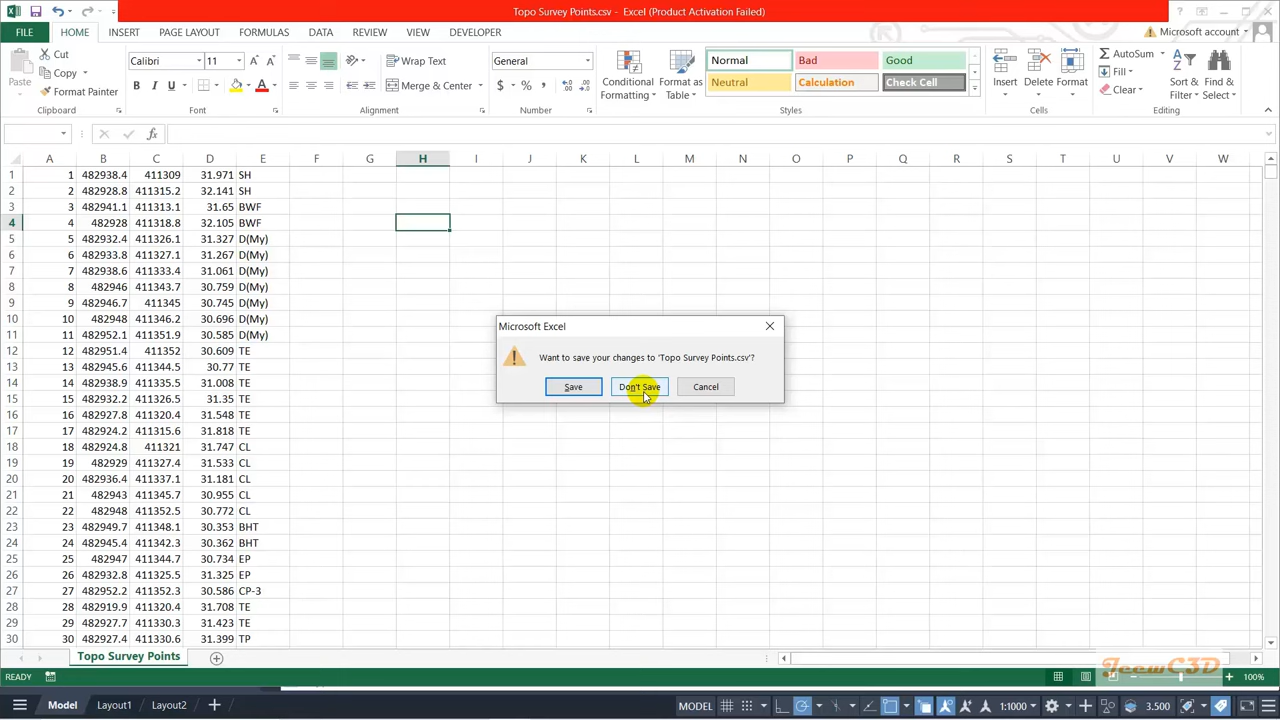 Topo Survey Points.csv - Excel (Product Activation Failed)
FILE HOME INSERT PAGE LAYOUT FORMULAS DATA REVIEW VIEW DEVELOPER Microsoft account
Paste Cut Copy Format Painter
Clipboard
Calibri 11
B I U A
Font
Wrap Text
Merge & Center
Alignment
General
$ % ,
Number
Conditional Formatting
Format as Table
Normal Bad Good
Neutral Calculation Check Cell
Styles
Insert Delete Format
Cells
AutoSum
Fill
Clear
Sort & Filter
Find & Select
Editing
fx
A B C D E F G H I J K L M N O P Q R S T U V W
1 1 482938.4 411309 31.971 SH
2 2 482928.8 411315.2 32.141 SH
3 3 482941.1 411313.1 31.65 BWF
4 4 482928 411318.8 32.105 BWF
5 5 482932.4 411326.1 31.327 D(My)
6 6 482933.8 411327.1 31.267 D(My)
7 7 482938.6 411333.4 31.061 D(My)
8 8 482946 411343.7 30.759 D(My)
9 9 482946.7 411345 30.745 D(My)
10 10 482948 411346.2 30.696 D(My)
11 11 482952.1 411351.9 30.585 D(My)
12 12 482951.4 411352 30.609 TE
13 13 482945.6 411344.5 30.77 TE
14 14 482938.9 411335.5 31.008 TE
15 15 482932.2 411326.5 31.35 TE
16 16 482927.8 411320.4 31.548 TE
17 17 482924.2 411315.6 31.818 TE
18 18 482924.8 411321 31.747 CL
19 19 482929 411327.4 31.533 CL
20 20 482936.4 411337.1 31.181 CL
21 21 482943 411345.7 30.955 CL
22 22 482948 411352.5 30.772 CL
23 23 482949.7 411348.1 30.353 BHT
24 24 482945.4 411342.3 30.362 BHT
25 25 482947 411344.7 30.734 EP
26 26 482932.8 411325.5 31.325 EP
27 27 482952.2 411352.3 30.586 CP-3
28 28 482919.9 411320.4 31.708 TE
29 29 482927.7 411330.3 31.423 TE
30 30 482927.4 411330.6 31.399 TP
Microsoft Excel
Want to save your changes to 'Topo Survey Points.csv'?
Save Don't Save Cancel
Topo Survey Points
JeewC3D
READY 100%
Model Layout1 Layout2 MODEL 1:1000 3.500